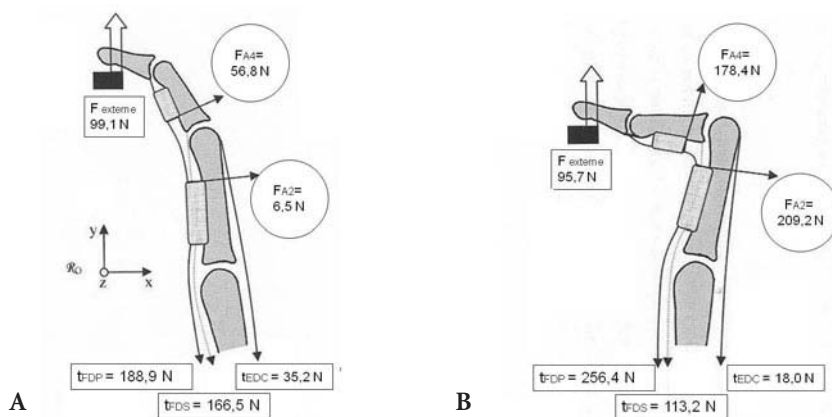 FA4=
56,8 N
F externe
99,1 N
FA2=
6,5 N
y
ℛo
z
x
tFDP = 188,9 N
tEDC = 35,2 N
tFDS = 166,5 N
A
FA4=
178,4 N
F externe
95,7 N
FA2=
209,2 N
tFDP = 256,4 N
tEDC = 18,0 N
tFDS = 113,2 N
B